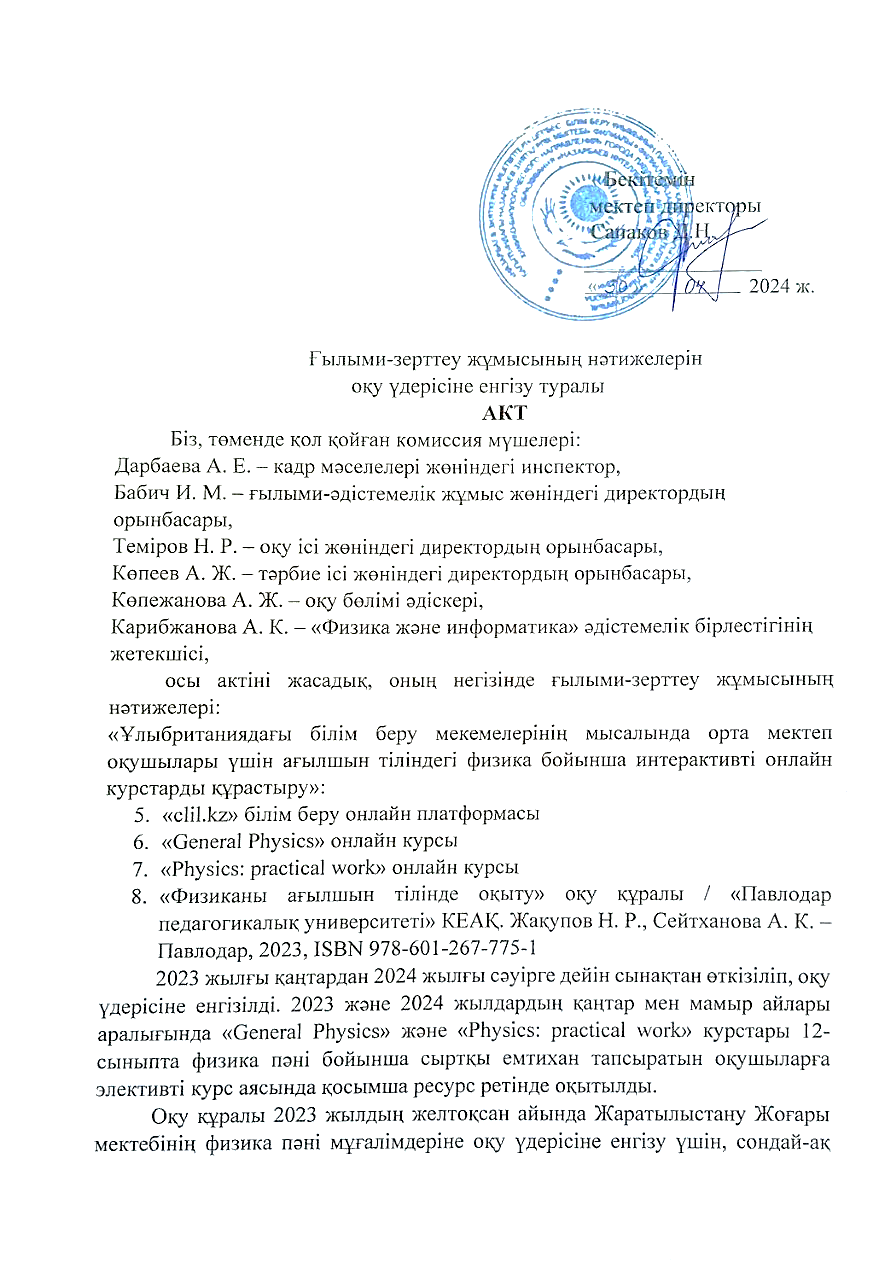 «Бекітемін
мектеп директоры
Сапаков Д.Н.
«30» 04 2024 ж.
Ғылыми-зерттеу жұмысының нәтижелерін
оқу үдерісіне енгізу туралы
АКТ
Біз, төменде қол қойған комиссия мүшелері:
Дарбаева А. Е. – кадр мәселелері жөніндегі инспектор,
Бабич И. М. – ғылыми-әдістемелік жұмыс жөніндегі директордың
орынбасары,
Теміров Н. Р. – оқу ісі жөніндегі директордың орынбасары,
Көпеев А. Ж. – тәрбие ісі жөніндегі директордың орынбасары,
Көпежанова А. Ж. – оқу бөлімі әдіскері,
Карибжанова А. К. – «Физика және информатика» әдістемелік бірлестігінің
жетекшісі,
осы актіні жасадық, оның негізінде ғылыми-зерттеу жұмысының
нәтижелері:
«Ұлыбританиядағы білім беру мекемелерінің мысалында орта мектеп
оқушылары үшін ағылшын тіліндегі физика бойынша интерактивті онлайн
курстарды құрастыру»:
5. «clil.kz» білім беру онлайн платформасы
6. «General Physics» онлайн курсы
7. «Physics: practical work» онлайн курсы
8. «Физиканы ағылшын тілінде оқыту» оқу құралы / «Павлодар
педагогикалық университеті» КЕАҚ. Жақупов Н. Р., Сейтханова А. К. –
Павлодар, 2023, ISBN 978-601-267-775-1
2023 жылғы қаңтардан 2024 жылғы сәуірге дейін сынақтан өткізіліп, оқу
үдерісіне енгізілді. 2023 және 2024 жылдардың қаңтар мен мамыр айлары
аралығында «General Physics» және «Physics: practical work» курстары 12-
сыныпта физика пәні бойынша сыртқы емтихан тапсыратын оқушыларға
элективті курс аясында қосымша ресурс ретінде оқытылды.
Оқу құралы 2023 жылдың желтоқсан айында Жаратылыстану Жоғары
мектебінің физика пәні мұғалімдеріне оқу үдерісіне енгізу үшін, сондай-ақ